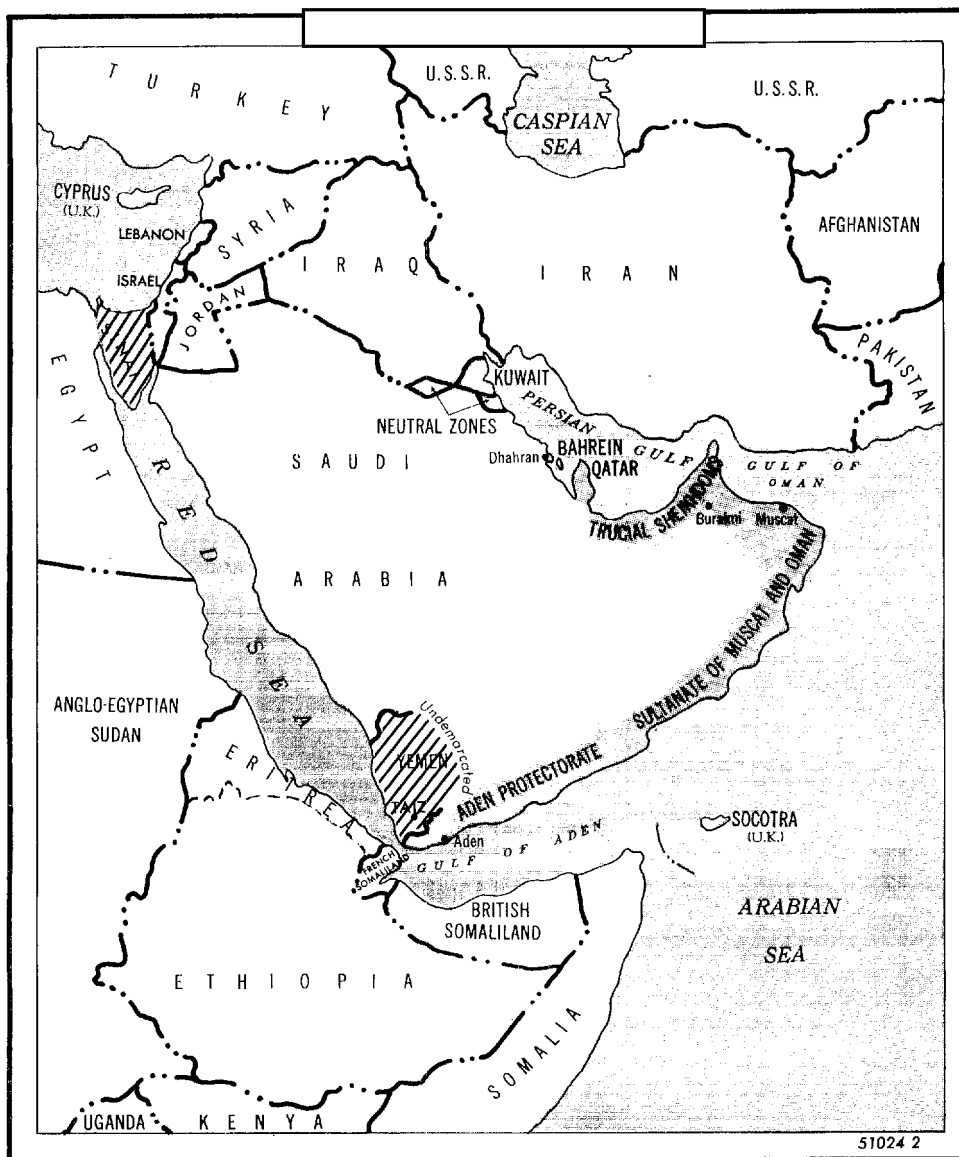 TURKEY
U.S.S.R.
U.S.S.R.
CASPIAN
SEA
CYPRUS
(U.K.)
LEBANON
SYRIA
ISRAEL
JORDAN
IRAQ
IRAN
AFGHANISTAN
PAKISTAN
EGYPT
KUWAIT
PERSIAN GULF
NEUTRAL ZONES
Dhahran
BAHREIN
QATAR
GULF OF
OMAN
TRUCIAL SHEIKHDOMS
Buraimi
Muscat
SAUDI
ARABIA
RED SEA
SULTANATE OF MUSCAT AND OMAN
ANGLO-EGYPTIAN
SUDAN
ERITREA
YEMEN
Undemarcated
TAIZ
ADEN PROTECTORATE
Aden
GULF OF ADEN
SOCOTRA
(U.K.)
FRENCH
SOMALILAND
BRITISH
SOMALILAND
ARABIAN
SEA
ETHIOPIA
SOMALIA
UGANDA
KENYA
51024 2